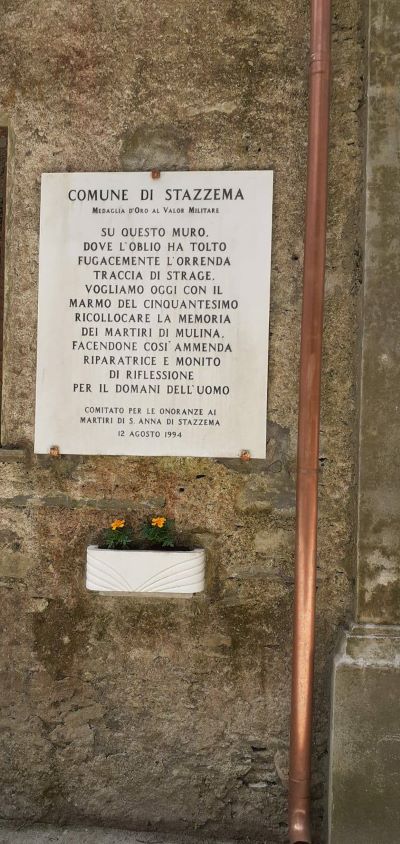 COMUNE DI STAZZEMA
MEDAGLIA D'ORO AL VALOR MILITARE
SU QUESTO MURO,
DOVE L'OBLIO HA TOLTO
FUGACEMENTE L'ORRENDA
TRACCIA DI STRAGE,
VOGLIAMO OGGI CON IL
MARMO DEL CINQUANTESIMO
RICOLLOCARE LA MEMORIA
DEI MARTIRI DI MULINA,
FACENDONE COSI' AMMENDA
RIPARATRICE E MONITO
DI RIFLESSIONE
PER IL DOMANI DELL'UOMO
COMITATO PER LE ONORANZE AI
MARTIRI DI S. ANNA DI STAZZEMA
12 AGOSTO 1994